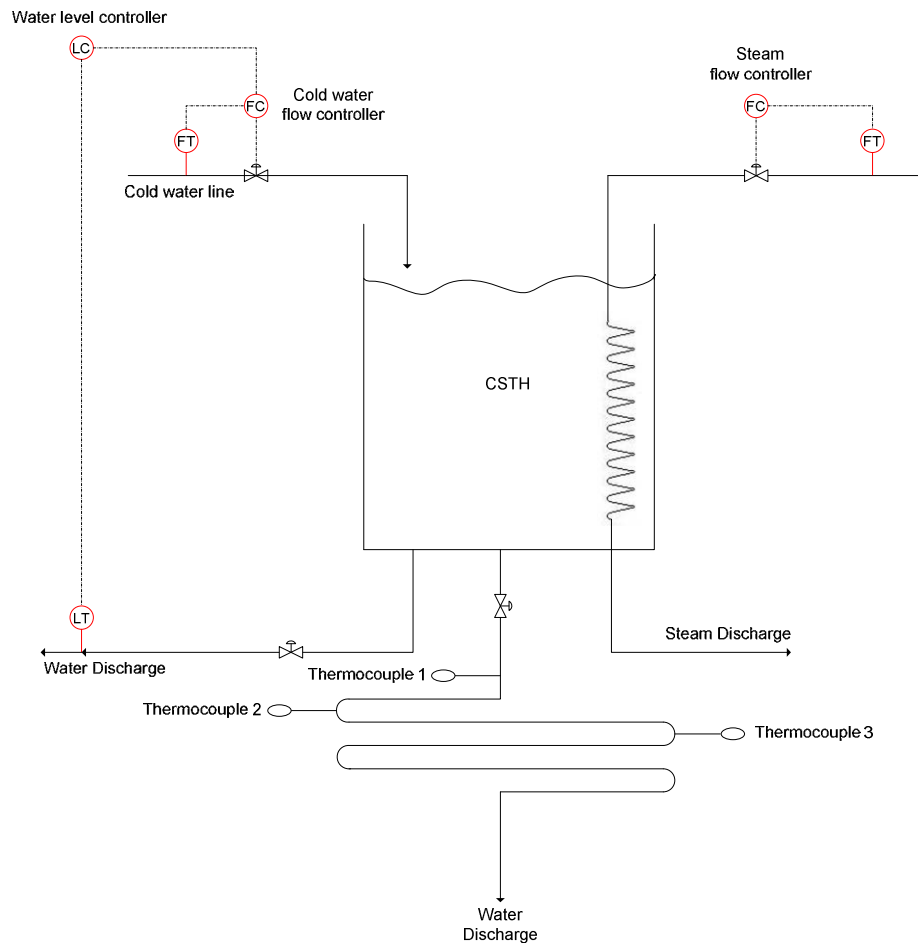 Water level controller
LC
Steam
flow controller
Cold water
flow controller
FC
FC
FT
FT
Cold water line
CSTH
LT
Steam Discharge
Water Discharge
Thermocouple 1
Thermocouple 2
Thermocouple 3
Water
Discharge